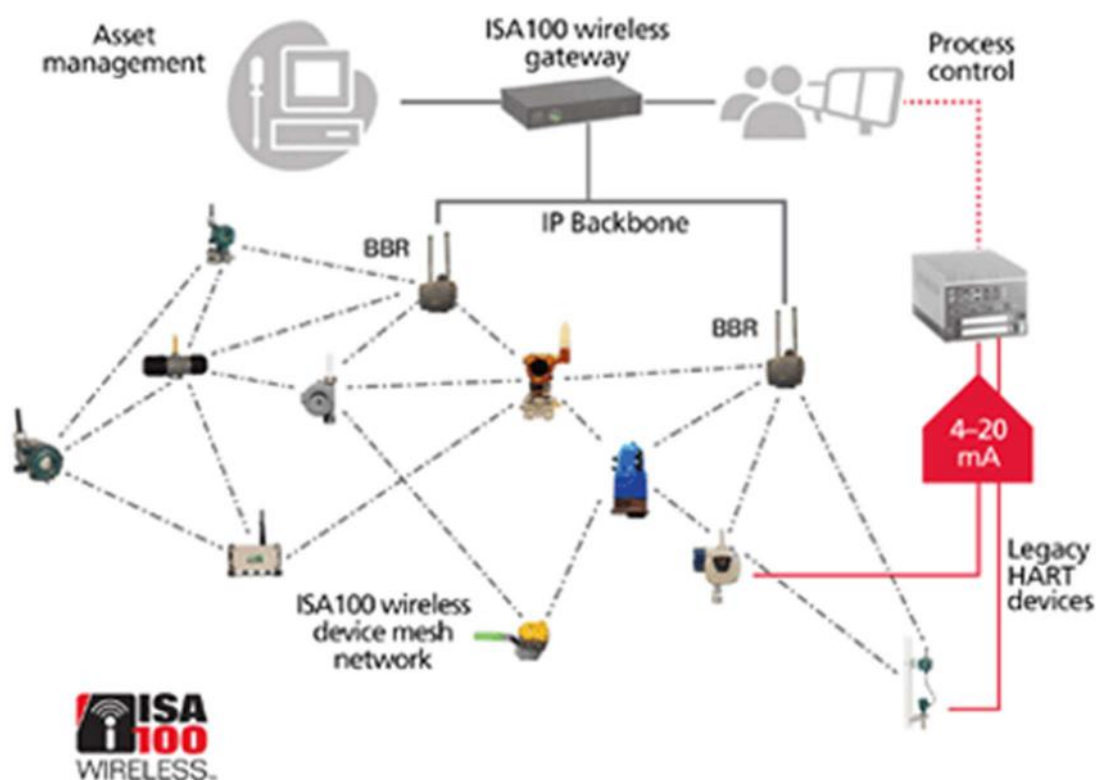 Asset
management
ISA100 wireless
gateway
Process
control
IP Backbone
BBR
BBR
4–20
mA
Legacy
HART
devices
ISA100 wireless
device mesh
network
ISA
100
WIRELESS